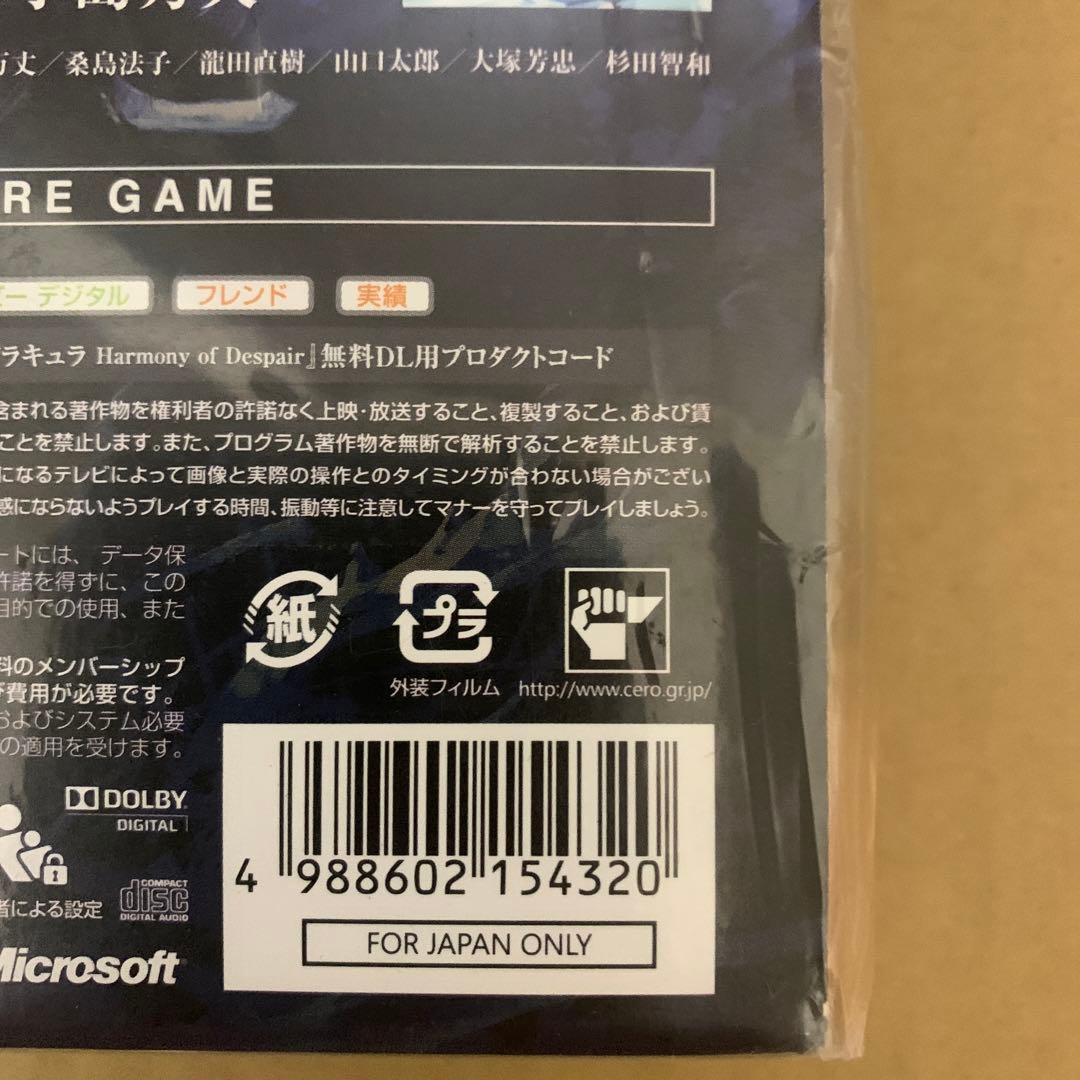 万丈／桑島法子／龍田直樹／山口太郎／大塚芳忠／杉田智和
RE GAME
ー デジタル
フレンド
実績
ラキュラ Harmony of Despair』無料DL用プロダクトコード
含まれる著作物を権利者の許諾なく上映・放送すること、複製すること、および賃
ことを禁止します。また、プログラム著作物を無断で解析することを禁止します。
になるテレビによって画像と実際の操作とのタイミングが合わない場合がござい
感にならないようプレイする時間、振動等に注意してマナーを守ってプレイしましょう。
ートには、データ保
許諾を得ずに、この
目的での使用、また
料のメンバーシップ
費用が必要です。
およびシステム必要
の適用を受けます。
紙
プラ
外装フィルム
http://www.cero.gr.jp/
DOLBY
DIGITAL
COMPACT
disc
DIGITAL AUDIO
者による設定
Microsoft
4 988602 154320
FOR JAPAN ONLY